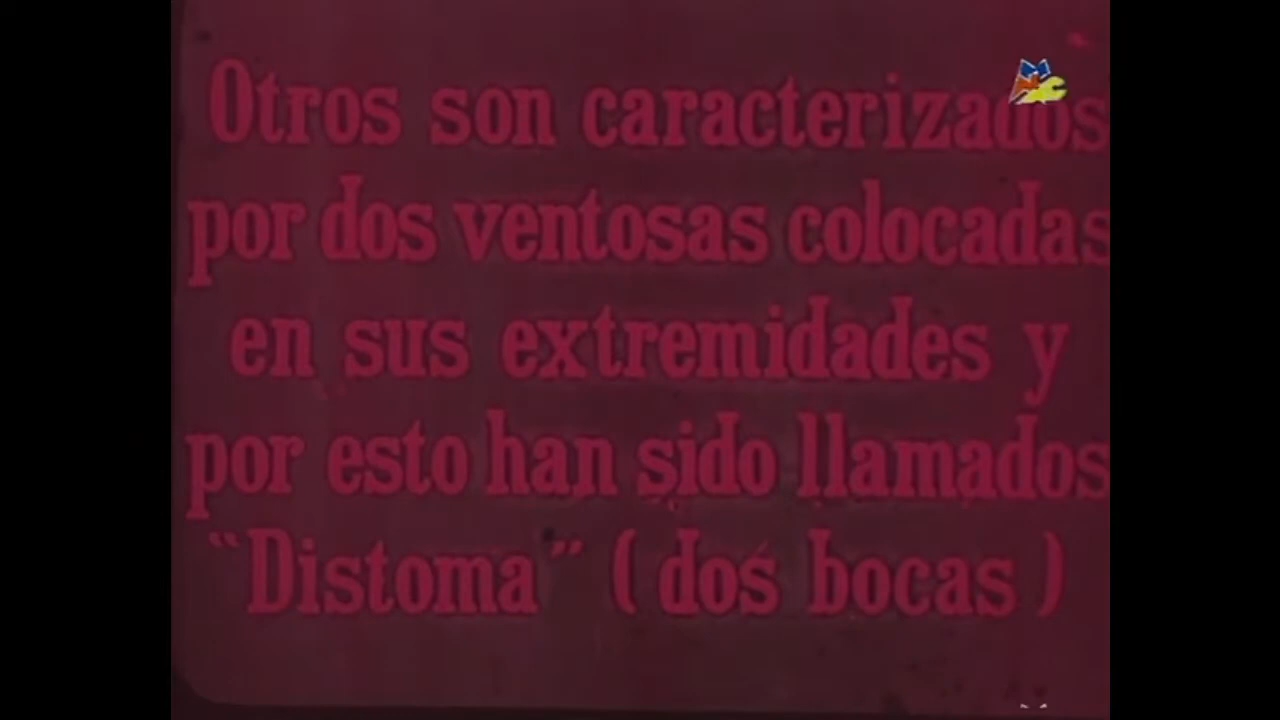 Otros son caracterizados
por dos ventosas colocadas
en sus extremidades y
por esto han sido llamados
"Distoma" (dos bocas)